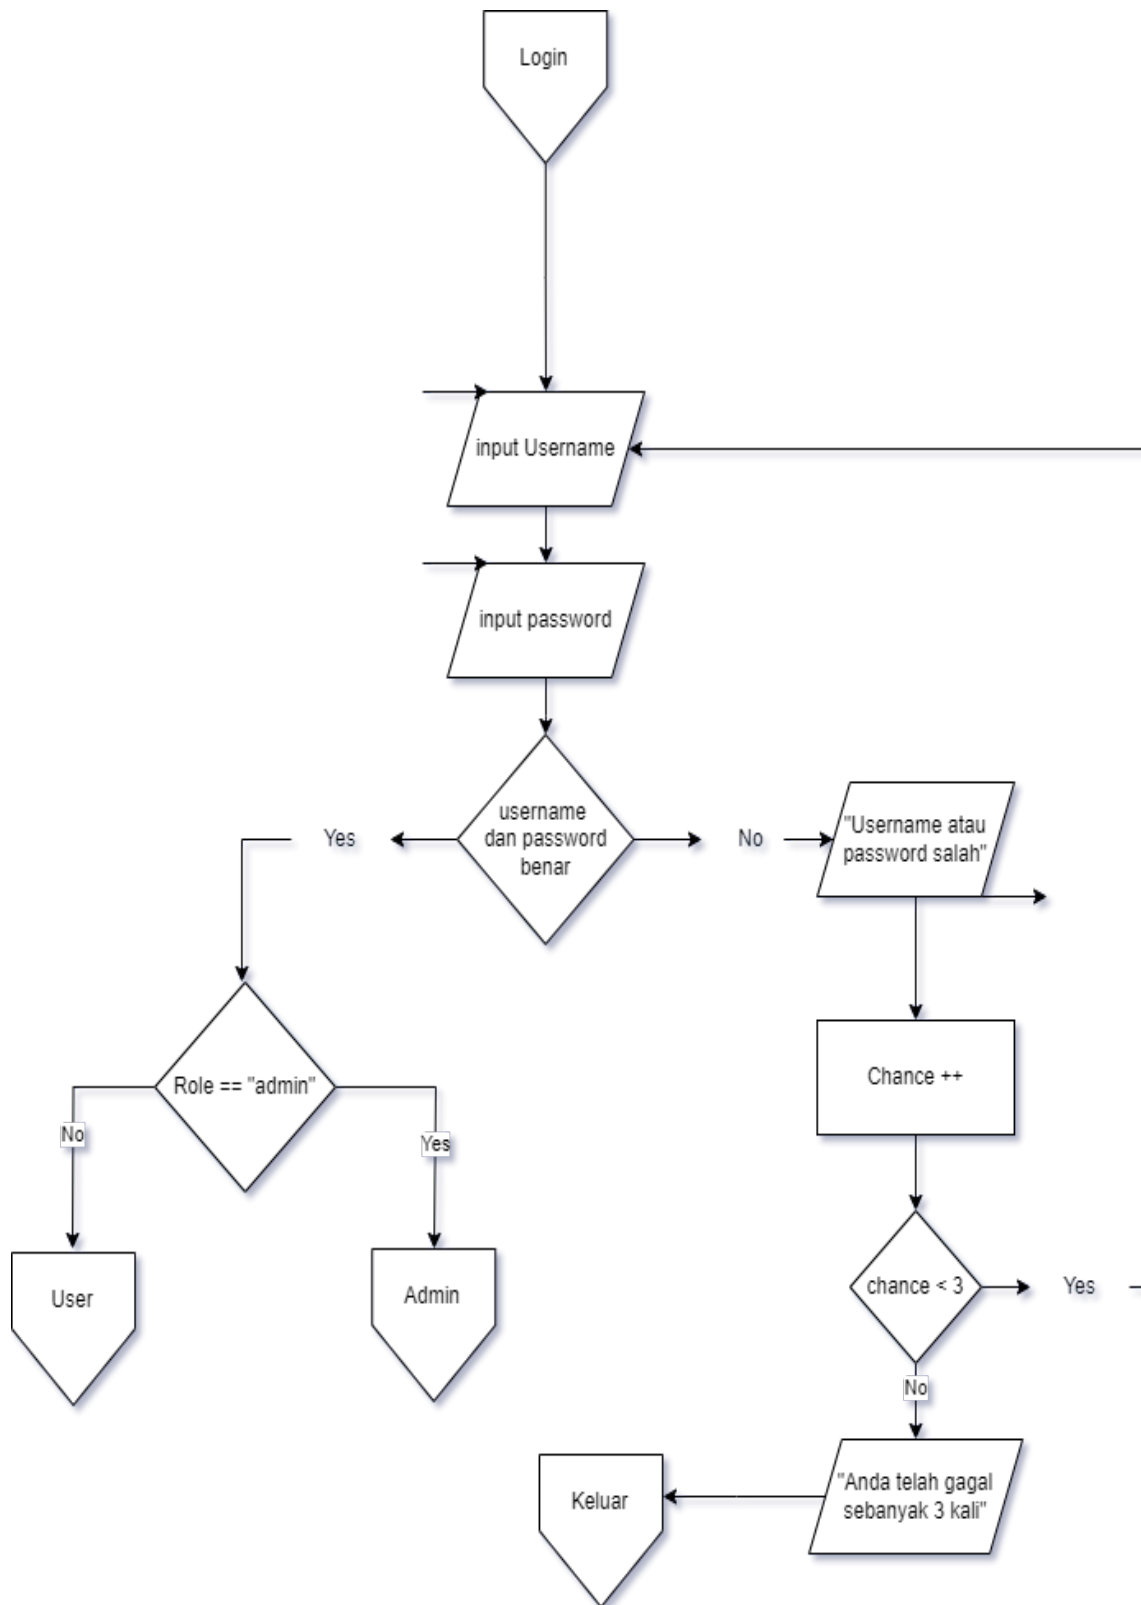 Login
input Username
input password
username
dan password
benar
Yes
No
"Username atau
password salah"
Role == "admin"
No
Yes
User
Admin
Chance ++
chance < 3
Yes
No
"Anda telah gagal
sebanyak 3 kali"
Keluar